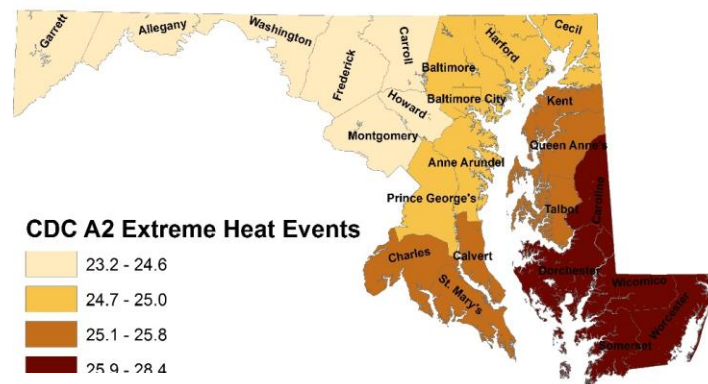 Garrett
Allegany
Washington
Frederick
Carroll
Baltimore
Harford
Cecil
Howard
Baltimore City
Kent
Montgomery
Anne Arundel
Queen Anne's
Caroline
Prince George's
Talbot
CDC A2 Extreme Heat Events
Charles
Calvert
St. Mary's
Dorchester
Wicomico
Worcester
Somerset
23.2 - 24.6
24.7 - 25.0
25.1 - 25.8
25.9 - 28.4